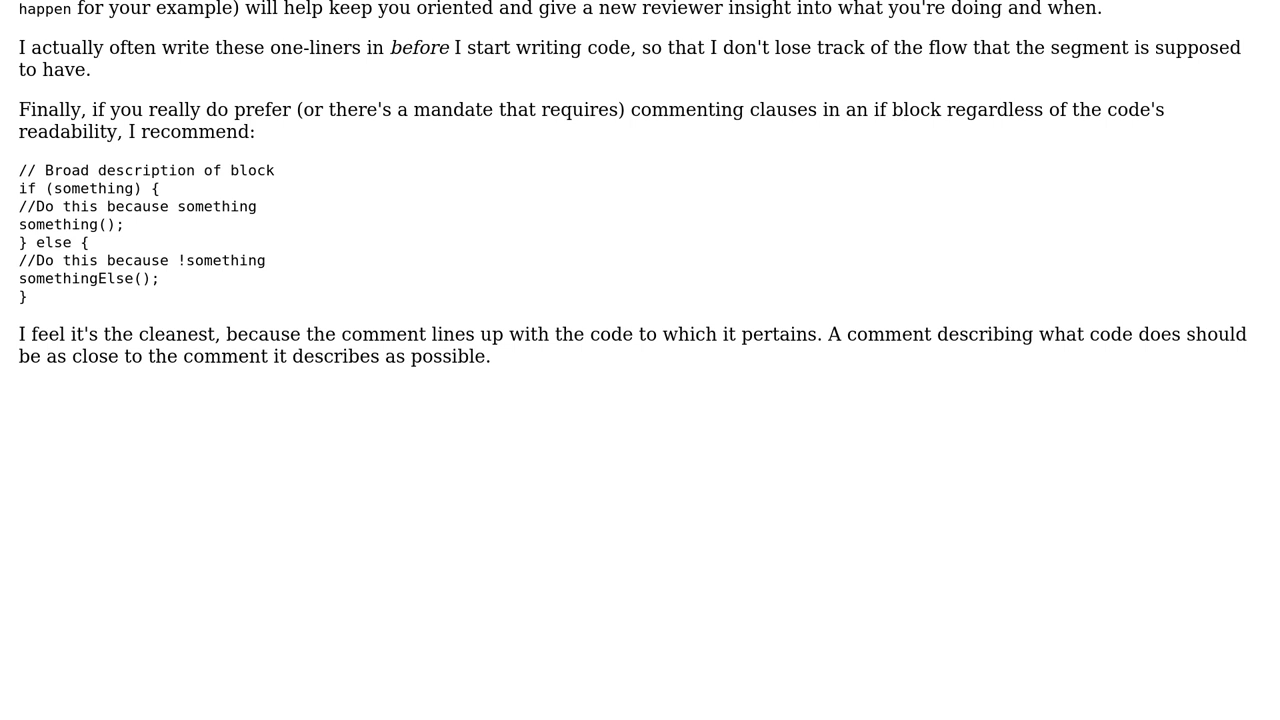 happen for your example) will help keep you oriented and give a new reviewer insight into what you're doing and when.
I actually often write these one-liners in before I start writing code, so that I don't lose track of the flow that the segment is supposed
to have.
Finally, if you really do prefer (or there's a mandate that requires) commenting clauses in an if block regardless of the code's
readability, I recommend:
// Broad description of block
if (something) {
//Do this because something
something();
} else {
//Do this because !something
somethingElse();
}
I feel it's the cleanest, because the comment lines up with the code to which it pertains. A comment describing what code does should
be as close to the comment it describes as possible.